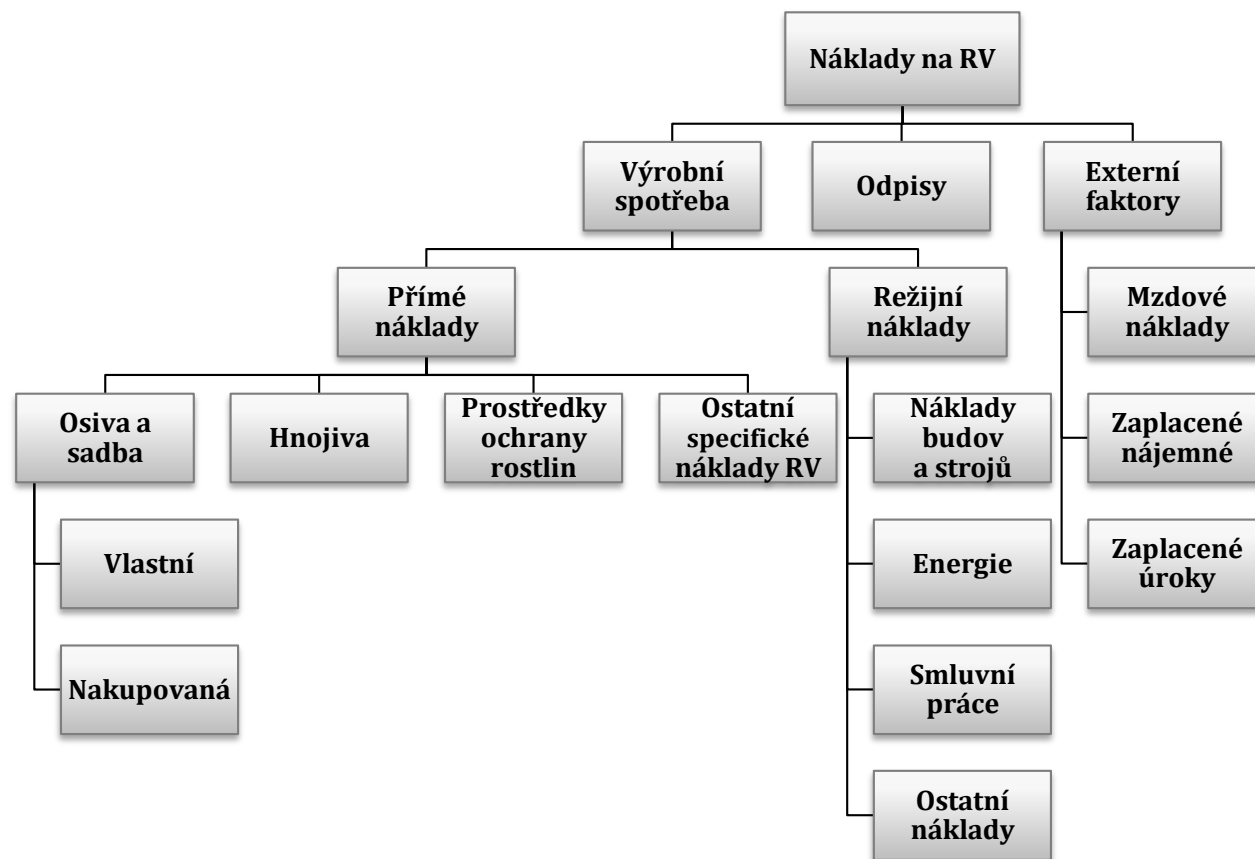 Náklady na RV
Výrobní
spotřeba
Odpisy
Externí
faktory
Přímé
náklady
Režijní
náklady
Mzdové
náklady
Osiva a
sadba
Hnojiva
Prostředky
ochrany
rostlin
Ostatní
specifické
náklady RV
Náklady
budov
a strojů
Zaplacené
nájemné
Vlastní
Energie
Zaplacené
úroky
Nakupovaná
Smluvní
práce
Ostatní
náklady